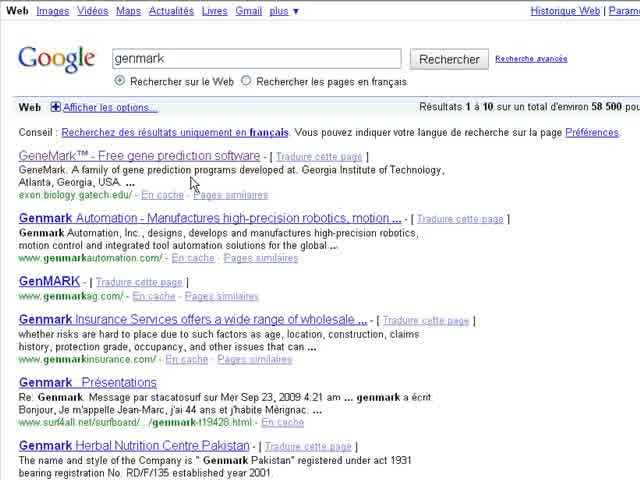 Web Images Vidéos Maps Actualités Livres Gmail plus ▼ Historique Web |
Google genmark Rechercher Recherche avancée
Rechercher sur le Web Rechercher les pages en français
Web Afficher les options... Résultats 1 à 10 sur un total d'environ 58 500
Conseil : Recherchez des résultats uniquement en français. Vous pouvez indiquer votre langue de recherche sur la page Préférences.
GeneMark™ - Free gene prediction software - [ Traduire cette page ]
GeneMark. A family of gene prediction programs developed at. Georgia Institute of Technology,
Atlanta, Georgia, USA. ...
exon.biology.gatech.edu/ - En cache - Pages similaires
Genmark Automation - Manufactures high-precision robotics, motion ... - [ Traduire cette page ]
Genmark Automation, Inc., designs, develops and manufactures high-precision robotics,
motion control and integrated tool automation solutions for the global...
www.genmarkautomation.com/ - En cache - Pages similaires
GenMARK - [ Traduire cette page ]
www.genmarkag.com/ - En cache - Pages similaires
Genmark Insurance Services offers a wide range of wholesale ... - [ Traduire cette page ]
whether risks are hard to place due to such factors as age, location, construction, claims
history, protection grade, occupancy, and other issues that can. ...
www.genmarkinsurance.com/ - En cache - Pages similaires
Genmark Présentations
Re: Genmark. Message par stacatosurf sur Mer Sep 23, 2009 4:21 am ... genmark a écrit
Bonjour, Je m'appelle Jean-Marc, j'ai 44 ans et j'habite Mérignac. ...
www.surf4all.net/surfboard/.../genmark-t19428.html - En cache
Genmark Herbal Nutrition Centre Pakistan - [ Traduire cette page ]
The name and style of the Company is " Genmark Pakistan" registered under act 1931
bearing registration No. RD/F/135 established year 2001.